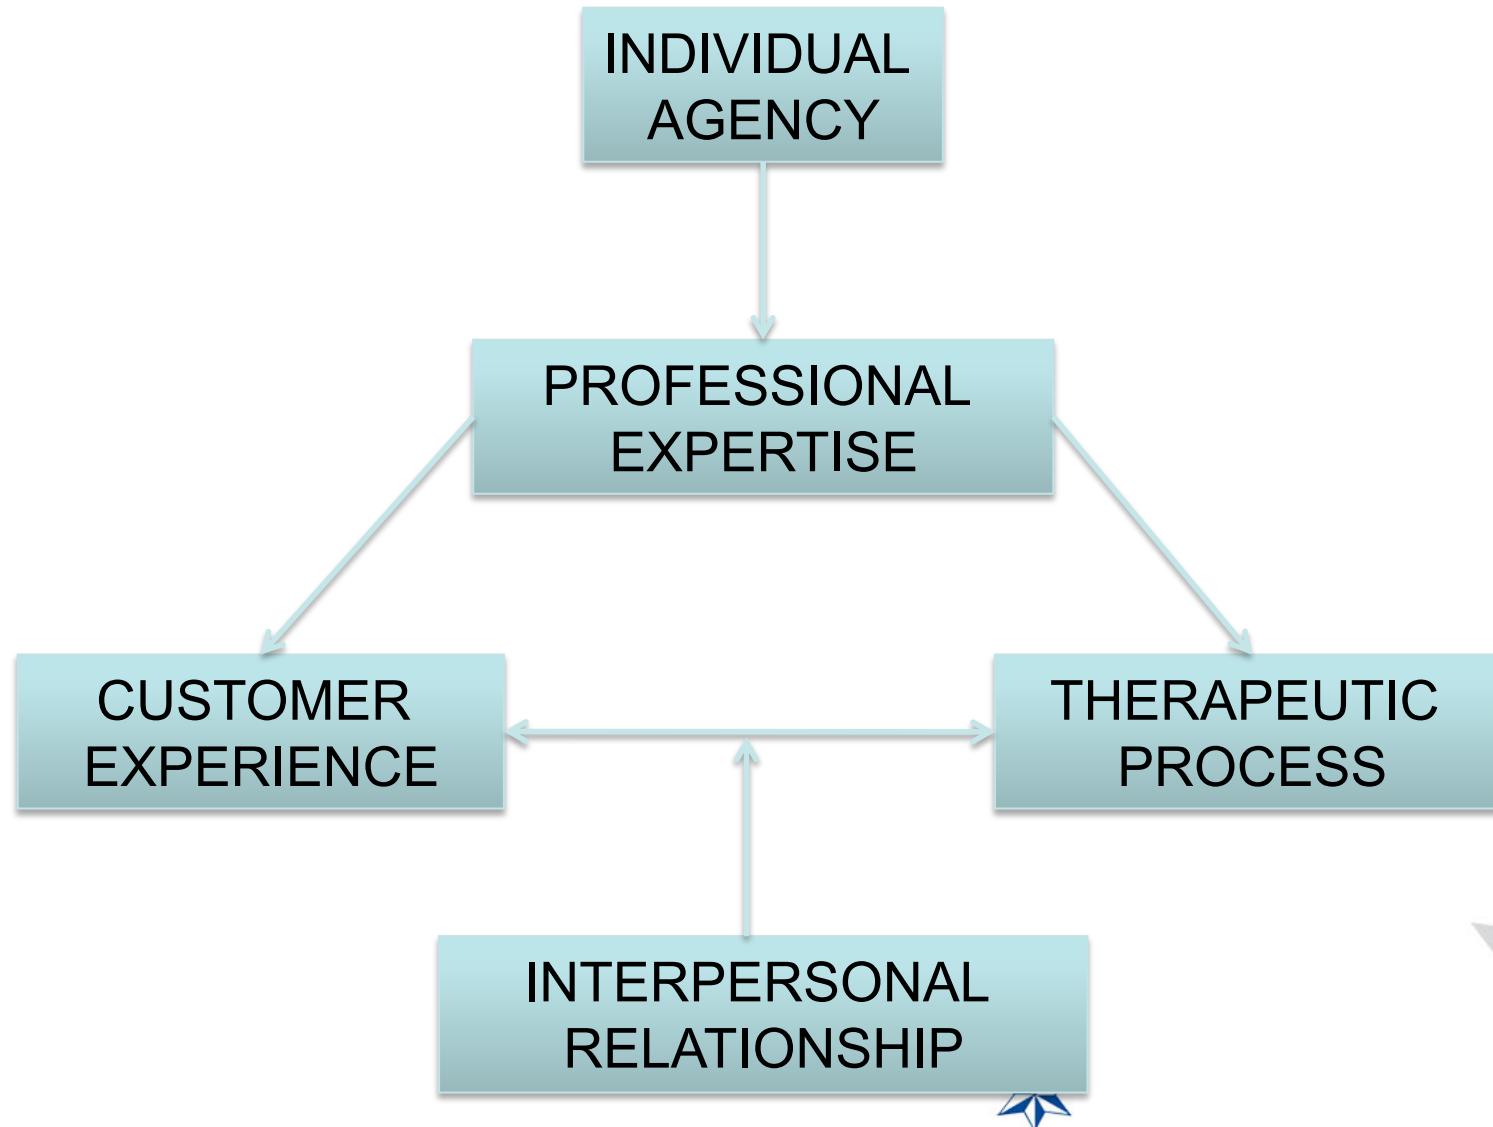 INDIVIDUAL
AGENCY
PROFESSIONAL
EXPERTISE
CUSTOMER
EXPERIENCE
THERAPEUTIC
PROCESS
INTERPERSONAL
RELATIONSHIP